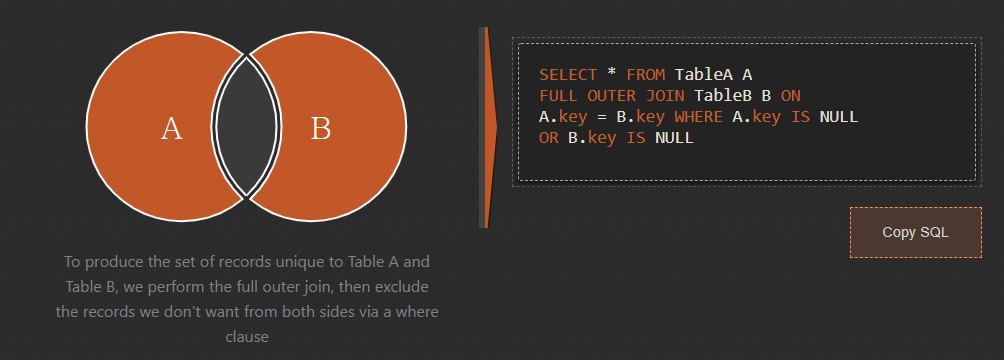 A
B
To produce the set of records unique to Table A and
Table B, we perform the full outer join, then exclude
the records we don't want from both sides via a where
clause
SELECT * FROM TableA A
FULL OUTER JOIN TableB B ON
A.key = B.key WHERE A.key IS NULL
OR B.key IS NULL
Copy SQL